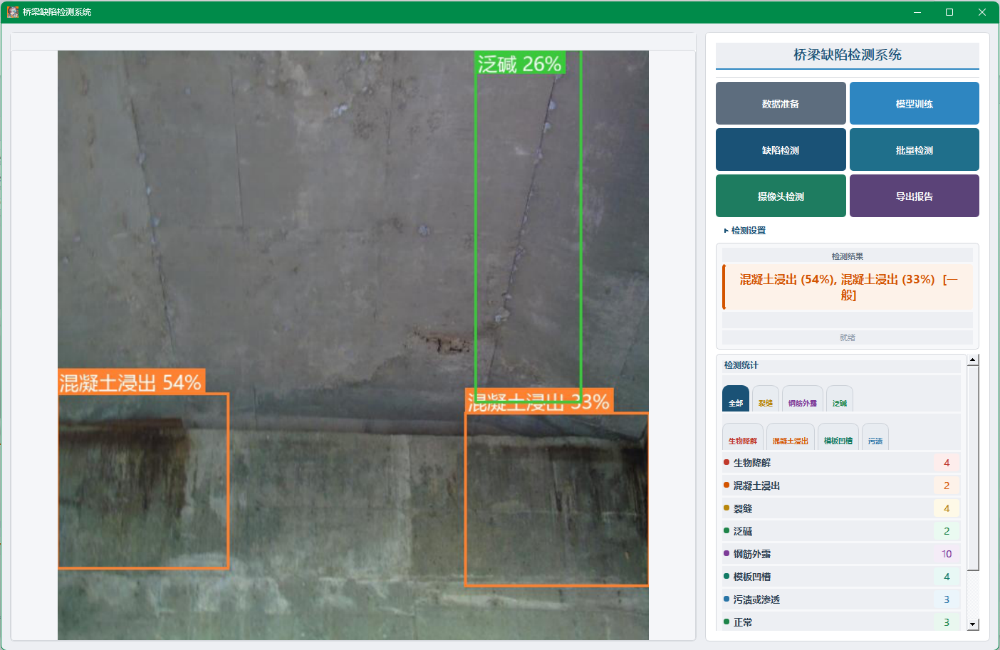 桥梁缺陷检测系统
泛碱 26%
混凝土浸出 54%
混凝土浸出 33%
桥梁缺陷检测系统
数据准备
模型训练
缺陷检测
批量检测
摄像头检测
导出报告
检测设置
检测结果
混凝土浸出 (54%), 混凝土浸出 (33%) [一
般]
就绪
检测统计
全部
裂缝
钢筋外露
泛碱
生物降解
混凝土浸出
模板凹槽
污渍
生物降解 4
混凝土浸出 2
裂缝 4
泛碱 2
钢筋外露 10
模板凹槽 4
污渍或渗透 3
正常 3